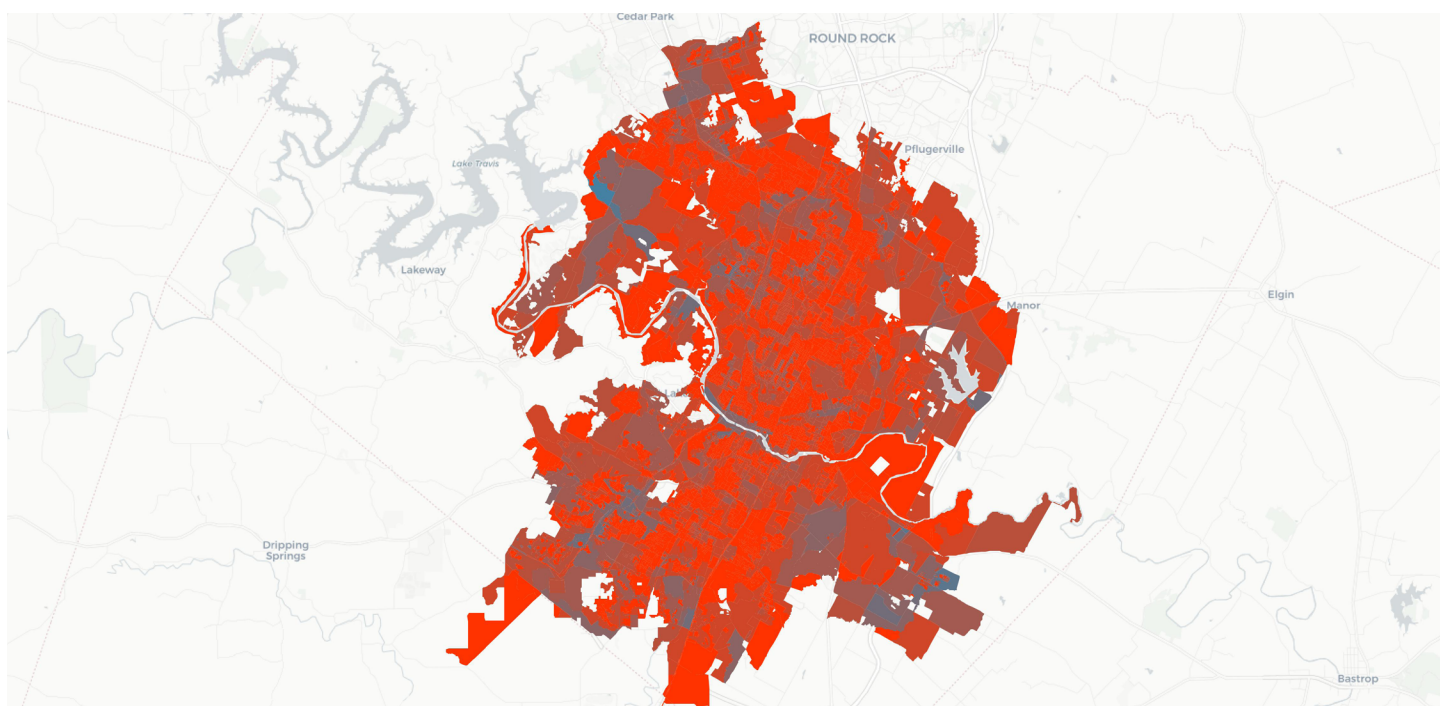 Cedar Park
ROUND ROCK
Pflugerville
Lake Travis
Lakeway
Manor
Elgin
Dripping
Springs
Bastrop